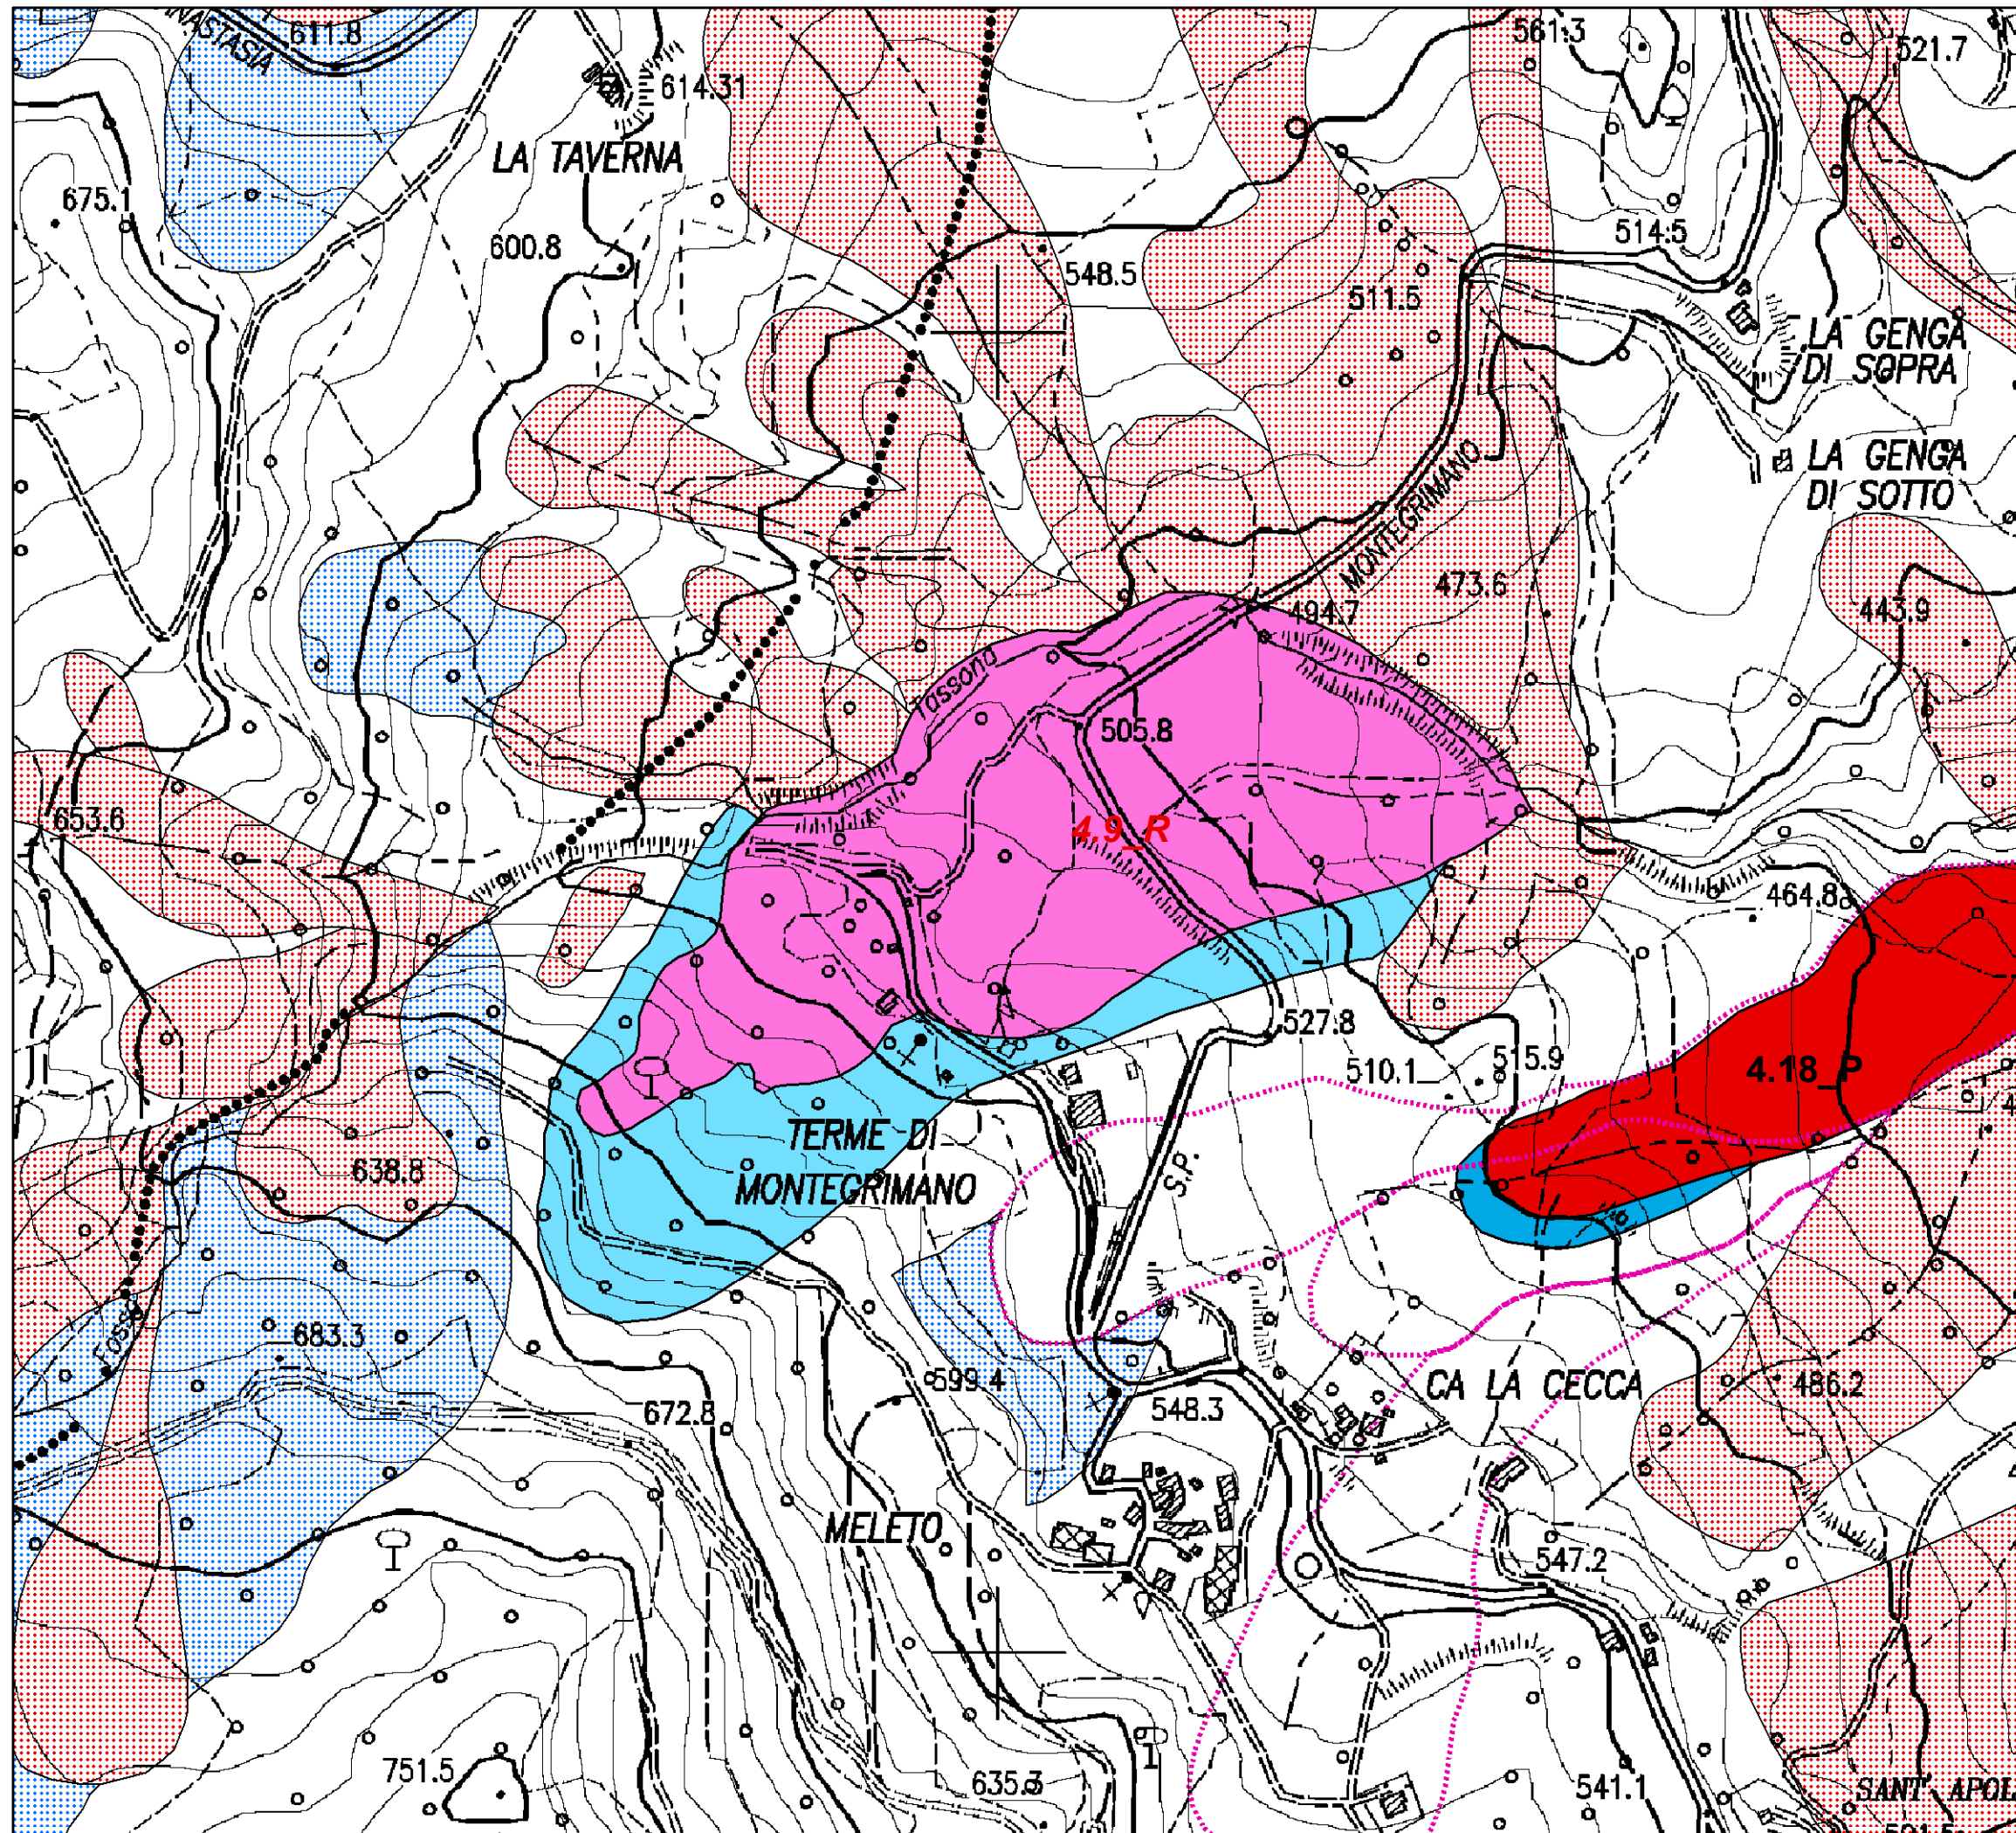 611.8
561.3
521.7
614.31
LA TAVERNA
675.1
600.8
548.5
514.5
511.5
LA GENGA
DI SOPRA
MONTEGRIMANO
LA GENGA
DI SOTTO
473.6
494.7
443.9
Tassona
505.8
653.6
4.9_R
464.8
527.8
510.1
515.9
4.18_P
TERME DI
MONTEGRIMANO
638.8
S.P.
Fosso
683.3
599.4
CA LA CECCA
486.2
672.8
548.3
MELETO
547.2
751.5
635.3
541.1